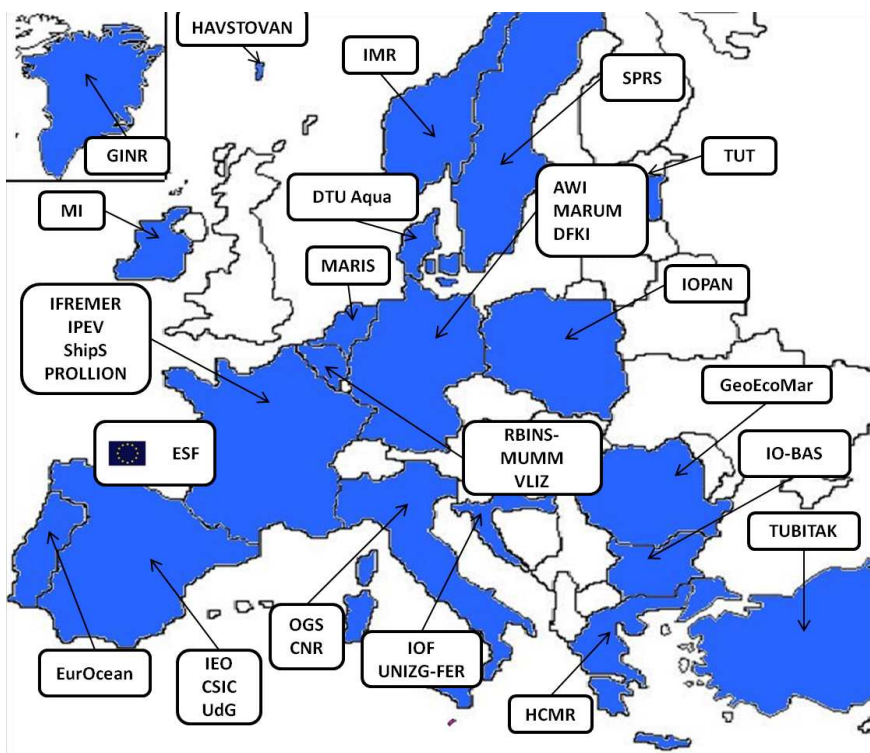 HAVSTOVAN
IMR
SPRS
GINR
TUT
MI
DTU Aqua
AWI
MARUM
DFKI
MARIS
IOPAN
IFREMER
IPEV
ShipS
PROLLION
GeoEcoMar
ESF
RBINS-
MUMM
VLIZ
IO-BAS
TUBITAK
OGS
CNR
IOF
UNIZG-FER
EurOcean
IEO
CSIC
UdG
HCMR